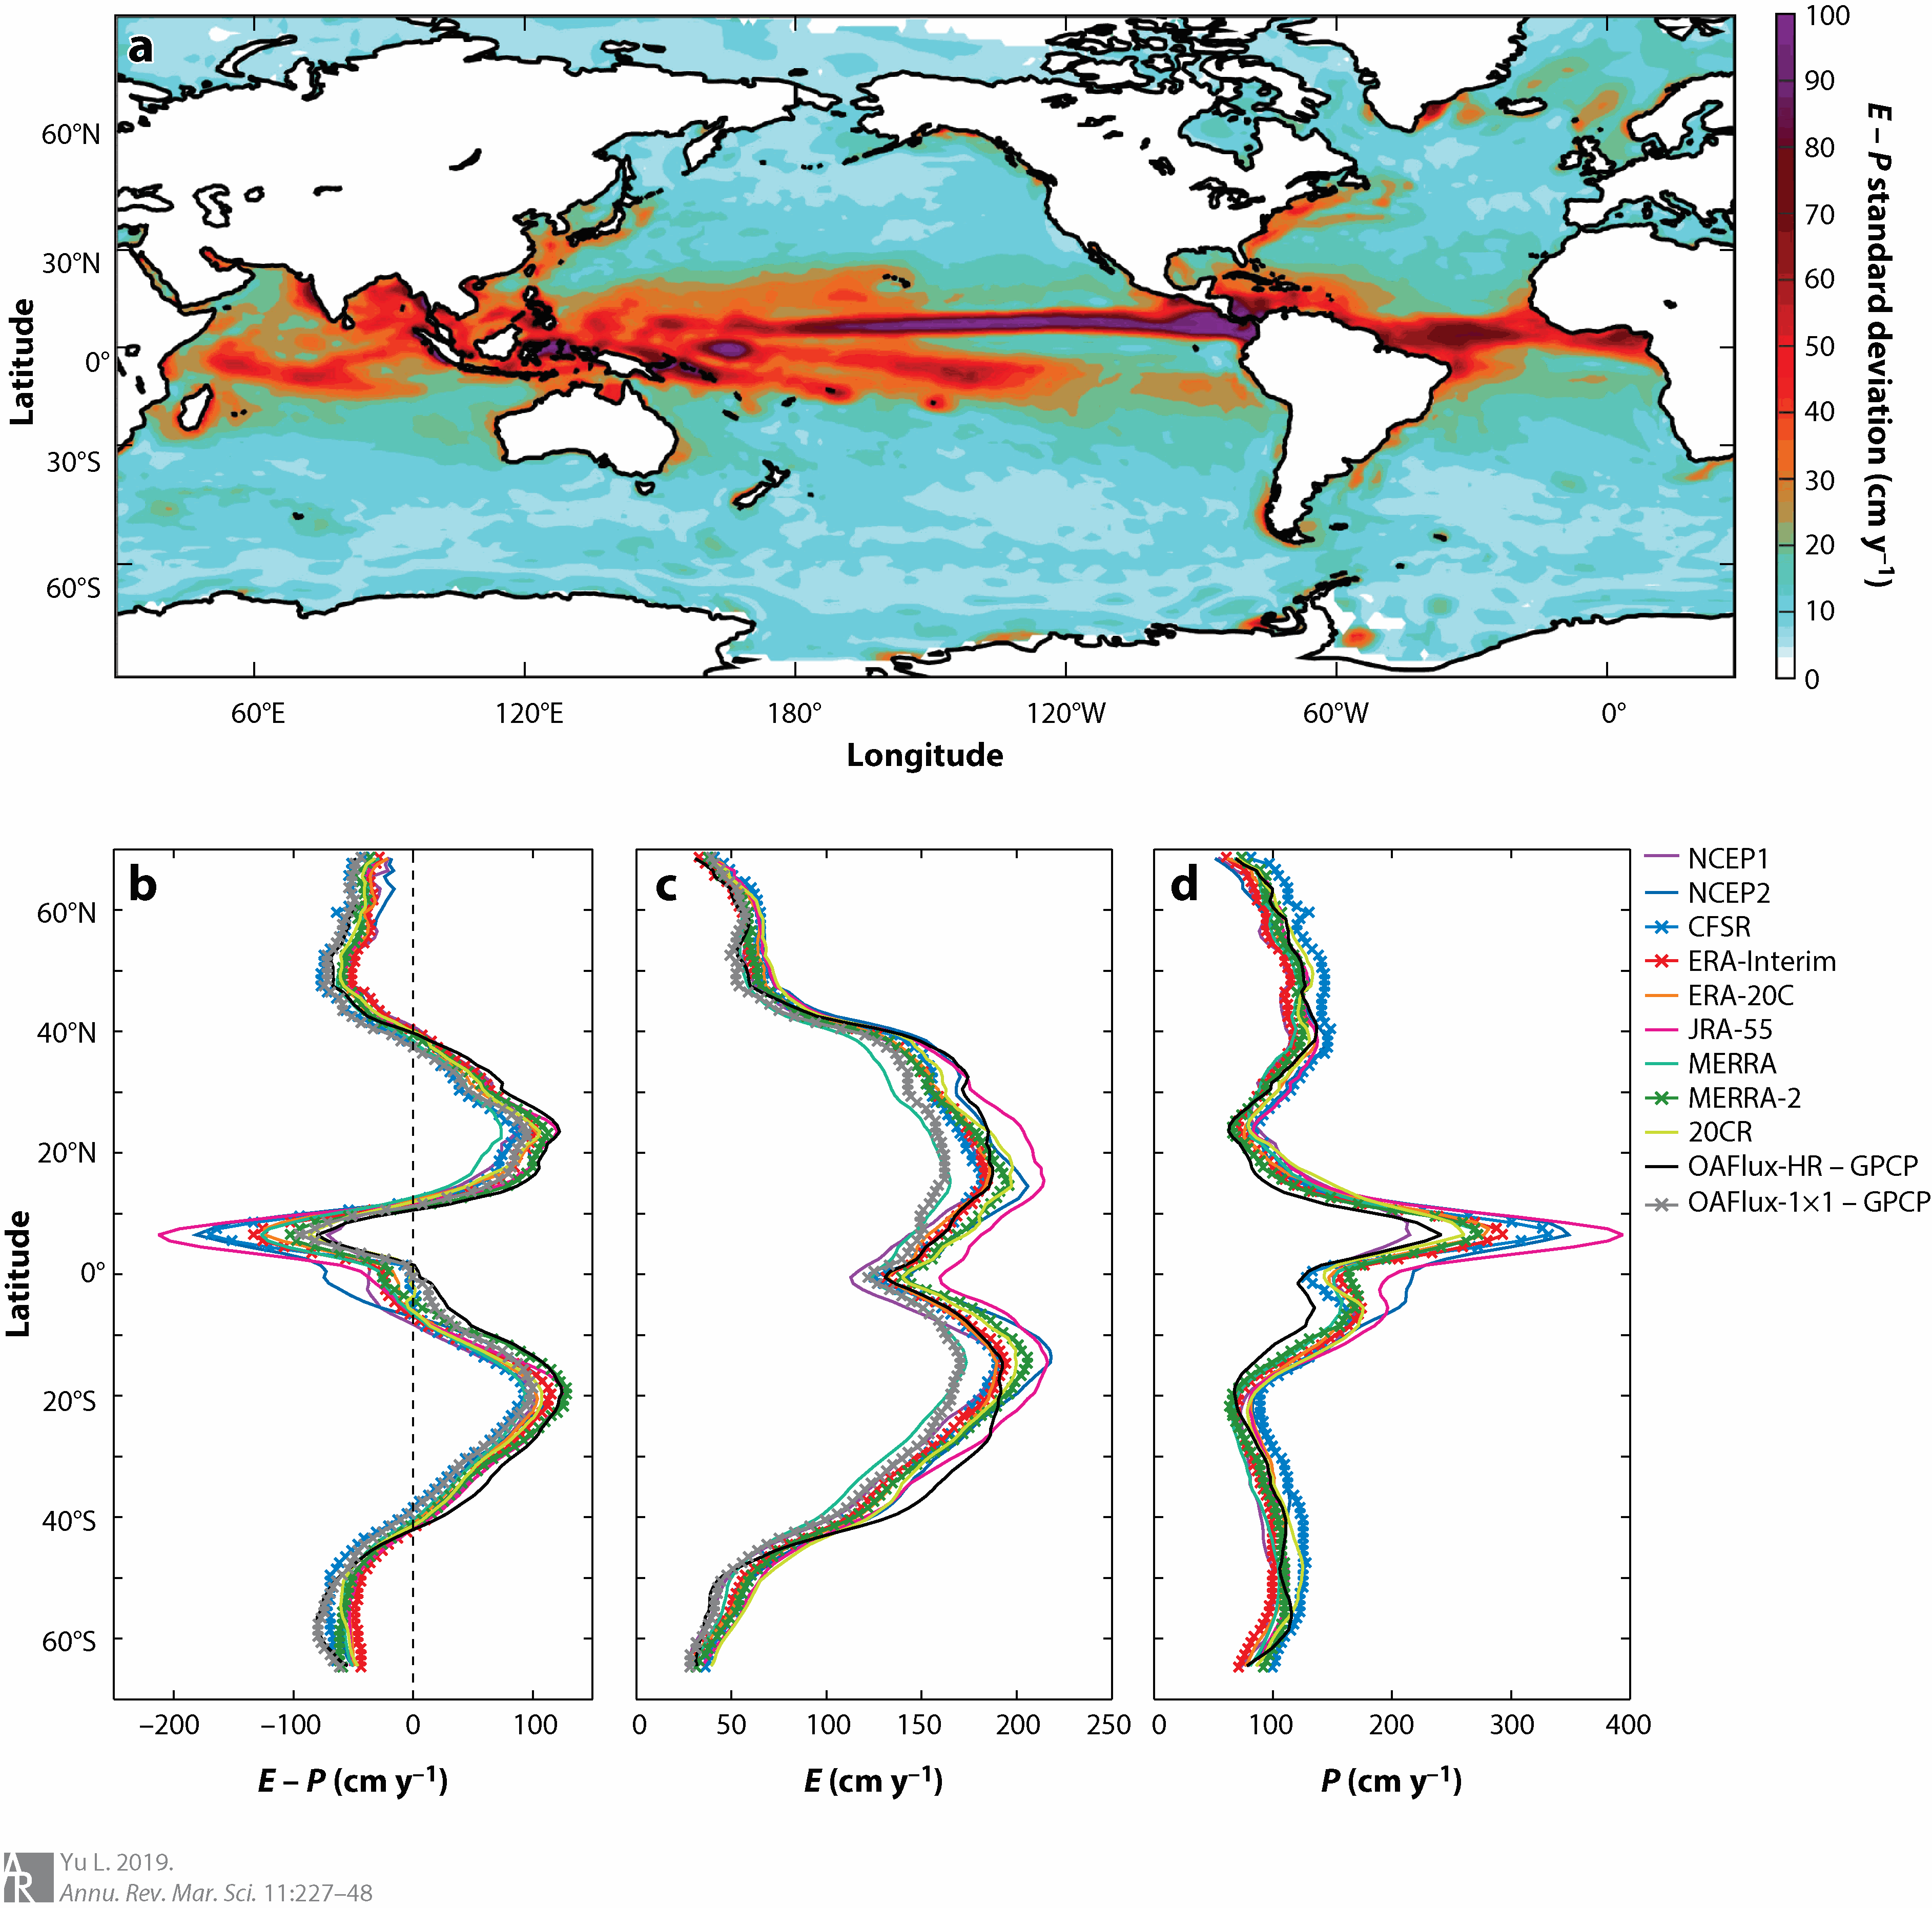 a
60°N
30°N
0°
30°S
60°S
Latitude
60°E
120°E
180°
120°W
60°W
0°
Longitude
100
90
80
70
60
50
40
30
20
10
0
E – P standard deviation (cm y–1)
b
c
d
60°N
40°N
20°N
0°
20°S
40°S
60°S
Latitude
–200
–100
0
100
E – P (cm y–1)
0
50
100
150
200
250
E (cm y–1)
0
100
200
300
400
P (cm y–1)
NCEP1
NCEP2
CFSR
ERA-Interim
ERA-20C
JRA-55
MERRA
MERRA-2
20CR
OAFlux-HR – GPCP
OAFlux-1×1 – GPCP
AR
Yu L. 2019.
Annu. Rev. Mar. Sci. 11:227–48